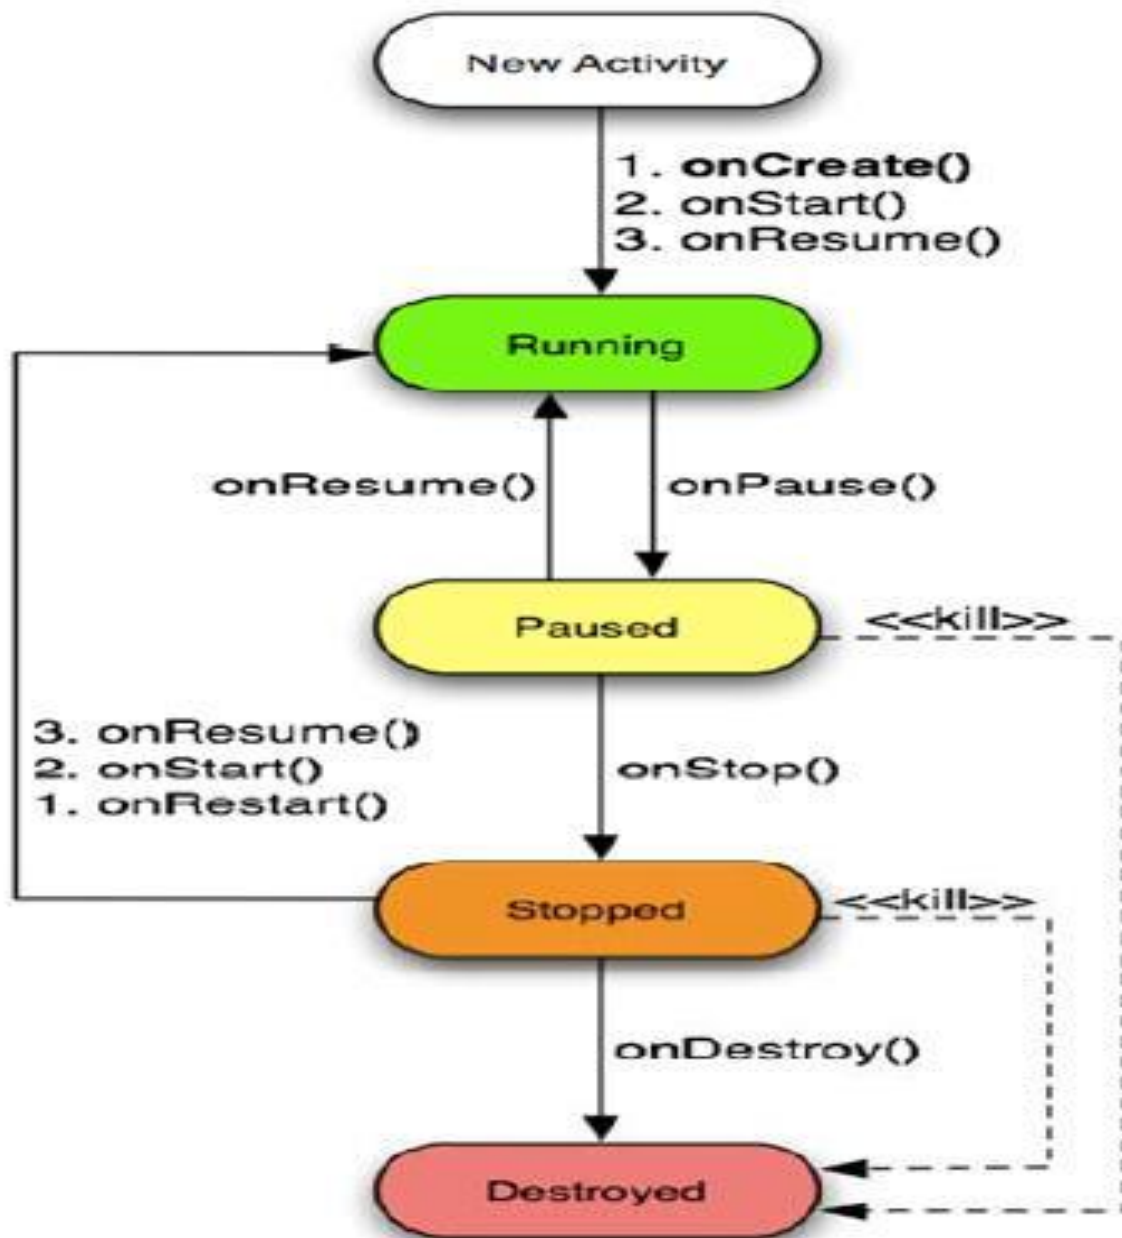 New Activity
1. onCreate()
2. onStart()
3. onResume()
Running
onResume()
onPause()
Paused
<<kill>>
3. onResume()
2. onStart()
1. onRestart()
onStop()
Stopped
<<kill>>
onDestroy()
Destroyed